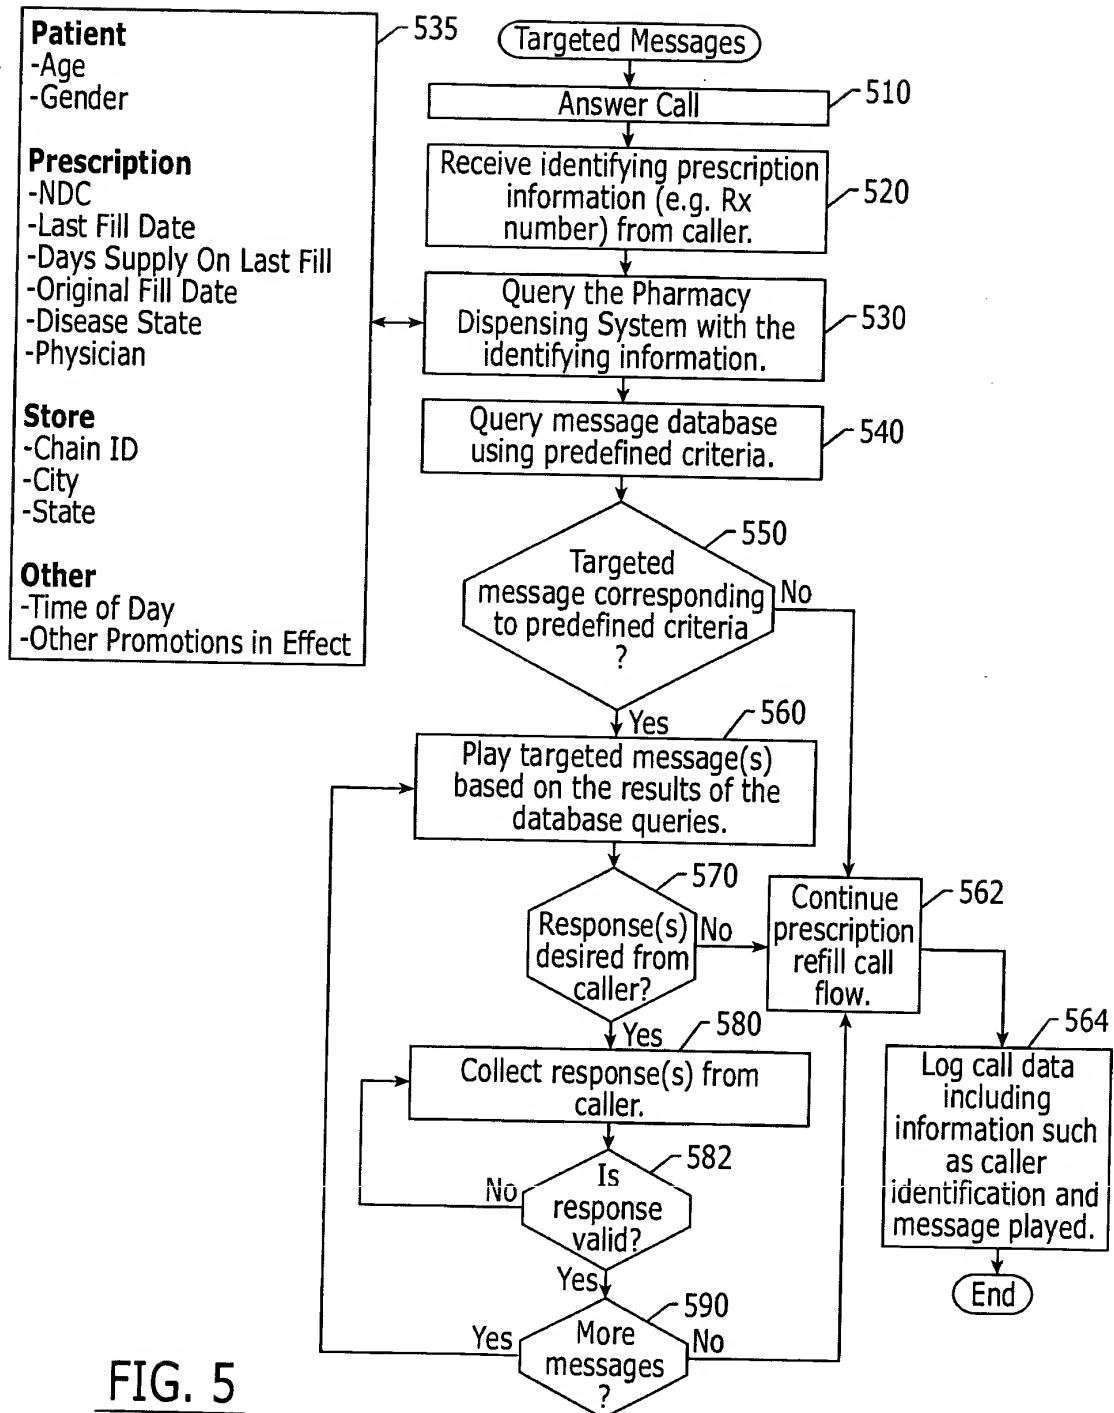 Patient
-Age
-Gender
Prescription
-NDC
-Last Fill Date
-Days Supply On Last Fill
-Original Fill Date
-Disease State
-Physician
Store
-Chain ID
-City
-State
Other
-Time of Day
-Other Promotions in Effect
535
Targeted Messages
Answer Call
510
Receive identifying prescription
information (e.g. Rx
number) from caller.
520
Query the Pharmacy
Dispensing System with the
identifying information.
530
Query message database
using predefined criteria.
540
Targeted
message corresponding
to predefined criteria
?
550
No
Yes
560
Play targeted message(s)
based on the results of the
database queries.
570
Response(s)
desired from
caller?
No
Continue
prescription
refill call
flow.
562
Yes
580
Collect response(s) from
caller.
564
Log call data
including
information such
as caller
identification and
message played.
582
Is
response
valid?
No
Yes
End
590
More
messages
?
Yes
No
FIG. 5